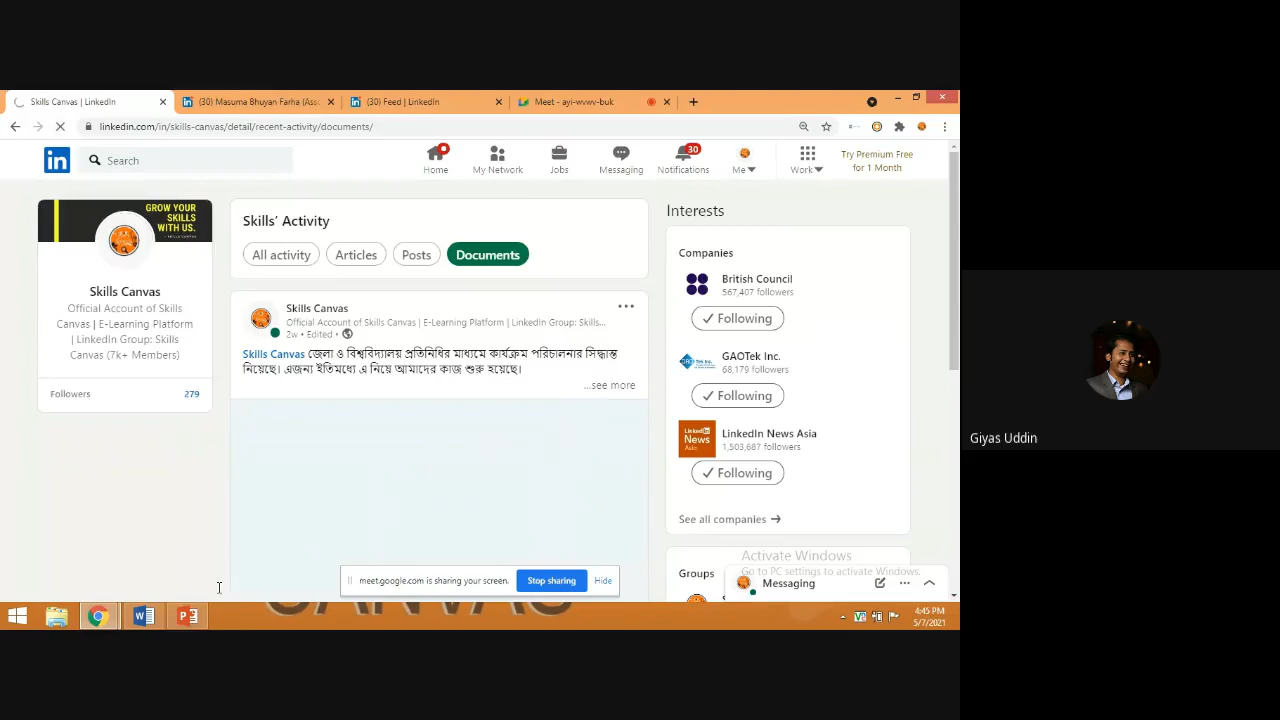 Skills Canvas | LinkedIn
(30) Masuma Bhuyan Farha (Ass
(30) Feed | LinkedIn
Meet - ayi-wvwv-buk
linkedin.com/in/skills-canvas/detail/recent-activity/documents/
in
Search
Home
My Network
Jobs
Messaging
30
Notifications
Me
Work
Try Premium Free
for 1 Month
GROW YOUR
SKILLS
WITH US.
Skills Canvas
Official Account of Skills
Canvas | E-Learning Platform
| LinkedIn Group: Skills
Canvas (7k+ Members)
Followers 279
Skills' Activity
All activity
Articles
Posts
Documents
Skills Canvas
Official Account of Skills Canvas | E-Learning Platform | LinkedIn Group: Skills...
2w • Edited •
Skills Canvas জেলা ও বিশ্ববিদ্যালয় প্রতিনিধির মাধ্যমে কার্যক্রম পরিচালনার সিদ্ধান্ত
নিয়েছে। এজন্য ইতিমধ্যে এ নিয়ে আমাদের কাজ শুরু হয়েছে।
...see more
Interests
Companies
British Council
567,407 followers
Following
GAOTek Inc.
68,179 followers
Following
LinkedIn News Asia
1,503,687 followers
Following
See all companies
Groups
Activate Windows
Go to PC settings to activate Windows.
Messaging
meet.google.com is sharing your screen.
Stop sharing
Hide
CANVAS
4:45 PM
5/7/2021
Giyas Uddin